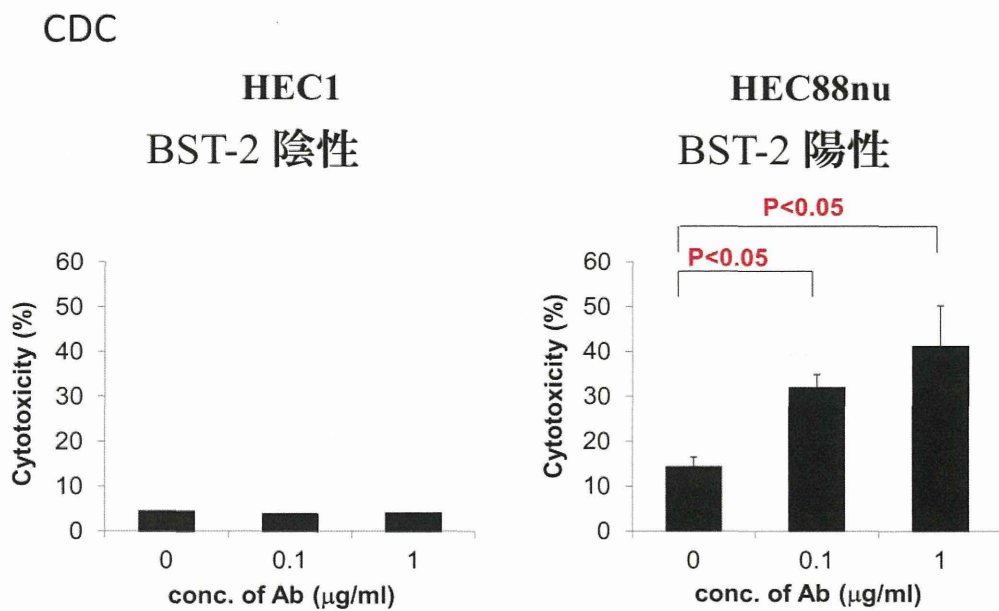 CDC
HEC1
BST-2 陰性
60
50
40
30
20
10
0
Cytotoxicity (%)
0 0.1 1
conc. of Ab (μg/ml)
HEC88nu
BST-2 陽性
P<0.05
P<0.05
60
50
40
30
20
10
0
Cytotoxicity (%)
0 0.1 1
conc. of Ab (μg/ml)